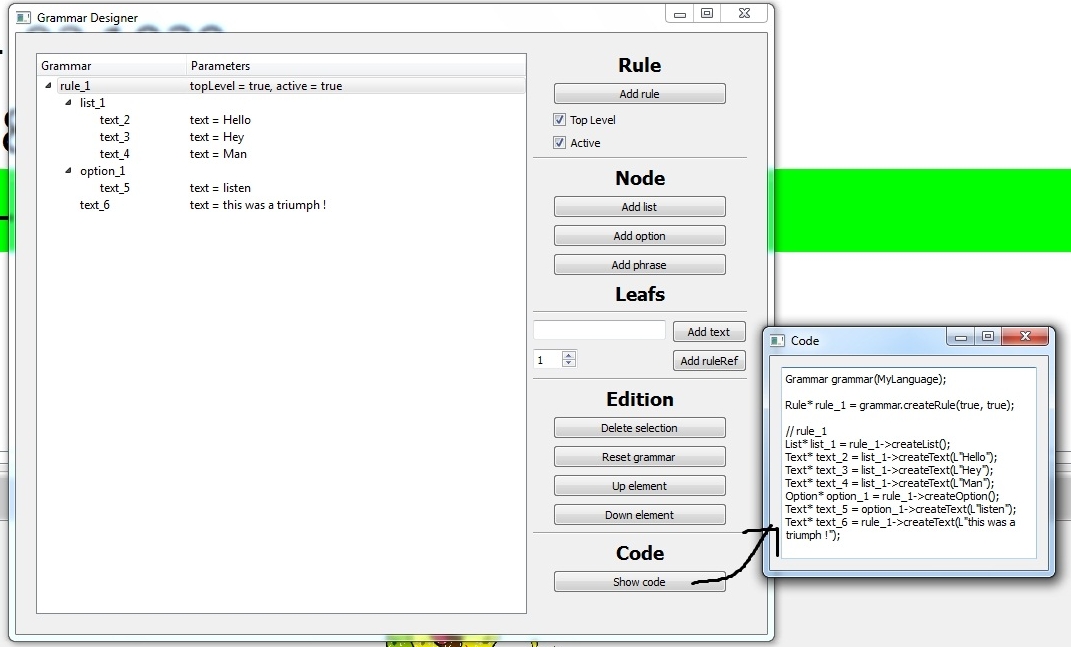 Grammar Designer
Grammar Parameters
rule_1 topLevel = true, active = true
list_1
text_2 text = Hello
text_3 text = Hey
text_4 text = Man
option_1
text_5 text = listen
text_6 text = this was a triumph !
Rule
Add rule
Top Level
Active
Node
Add list
Add option
Add phrase
Leafs
Add text
1 Add ruleRef
Edition
Delete selection
Reset grammar
Up element
Down element
Code
Show code
Code
Grammar grammar(MyLanguage);
Rule* rule_1 = grammar.createRule(true, true);
// rule_1
List* list_1 = rule_1->createList();
Text* text_2 = list_1->createText(L"Hello");
Text* text_3 = list_1->createText(L"Hey");
Text* text_4 = list_1->createText(L"Man");
Option* option_1 = rule_1->createOption();
Text* text_5 = option_1->createText(L"listen");
Text* text_6 = rule_1->createText(L"this was a
triumph !");